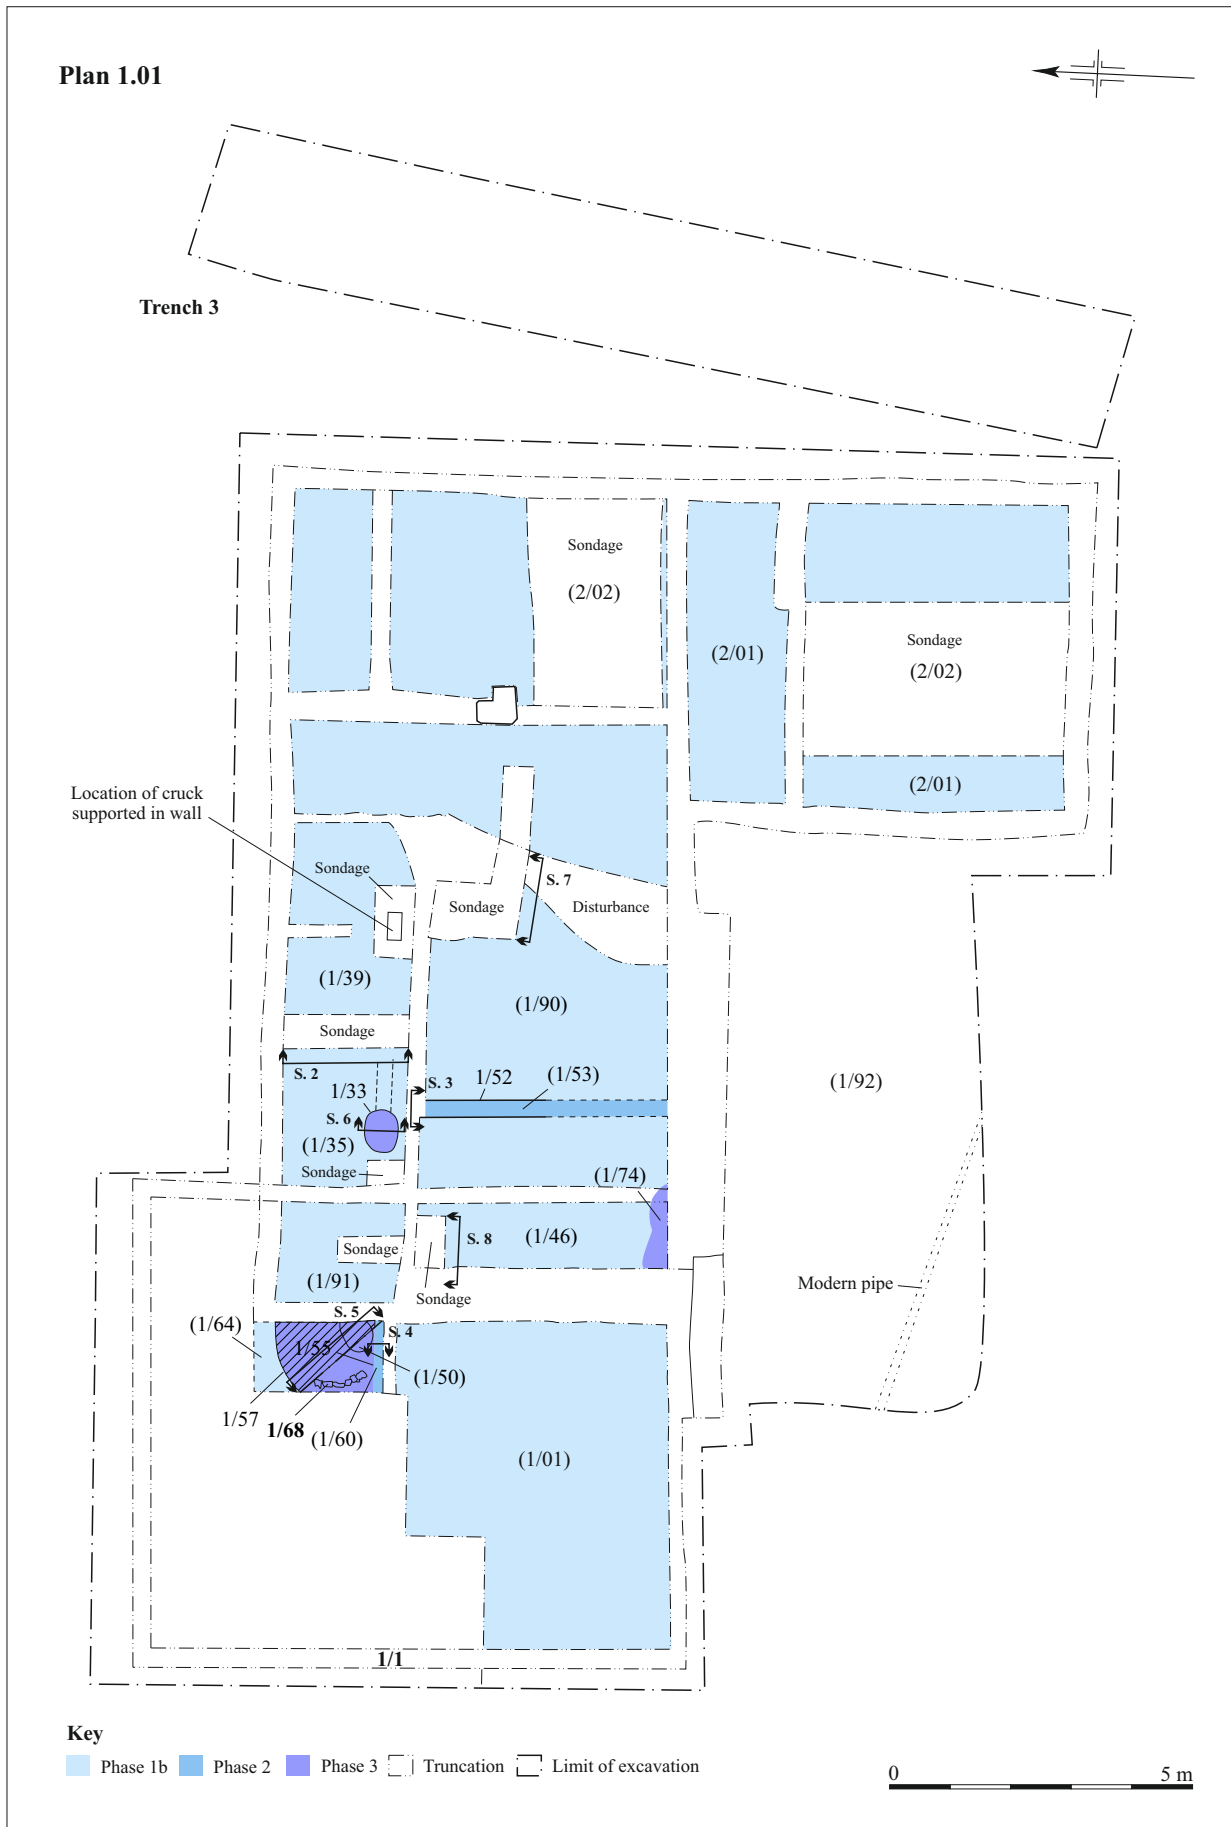 Plan 1.01
Trench 3
Sondage
(2/02)
(2/01)
Sondage
(2/02)
(2/01)
Location of cruck
supported in wall
Sondage
S. 7
Sondage
Disturbance
(1/39)
(1/90)
Sondage
S. 2
1/33
S. 3
1/52
(1/53)
(1/92)
S. 6
(1/35)
Sondage
(1/74)
Sondage
S. 8
(1/46)
(1/91)
Sondage
Modern pipe
S. 5
(1/64)
S. 4
1/55
(1/50)
1/57
1/68
(1/60)
(1/01)
1/1
Key
Phase 1b
Phase 2
Phase 3
Truncation
Limit of excavation
0
5 m